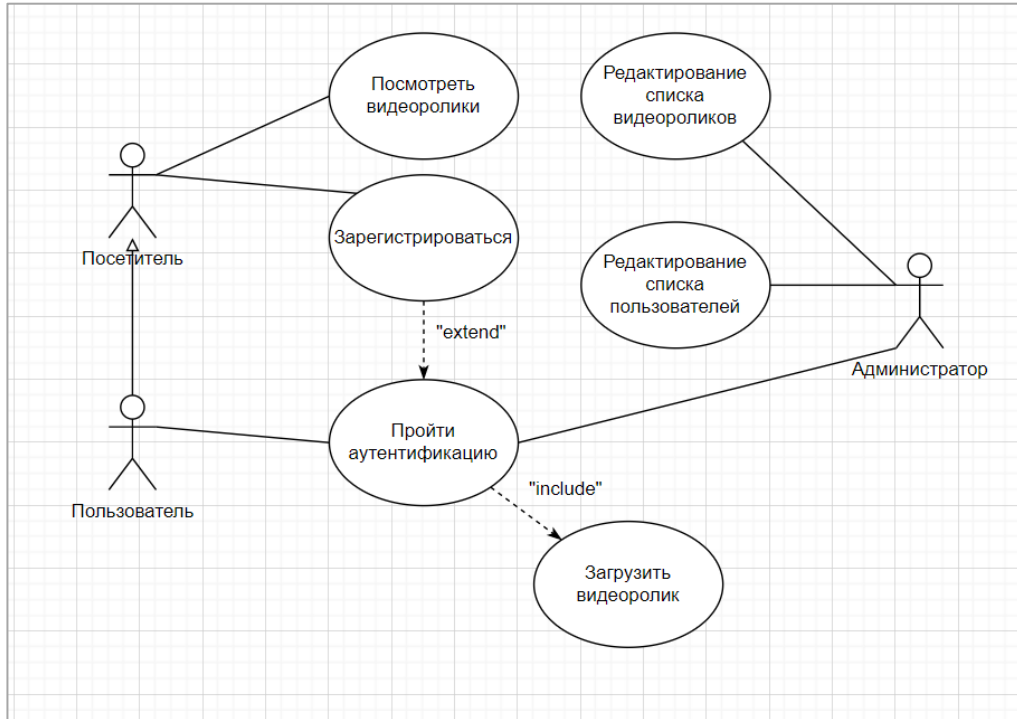 Посмотреть
видеоролики
Редактирование
списка
видеороликов
Посетитель
Зарегистрироваться
Редактирование
списка
пользователей
"extend"
Администратор
Пройти
аутентификацию
Пользователь
"include"
Загрузить
видеоролик